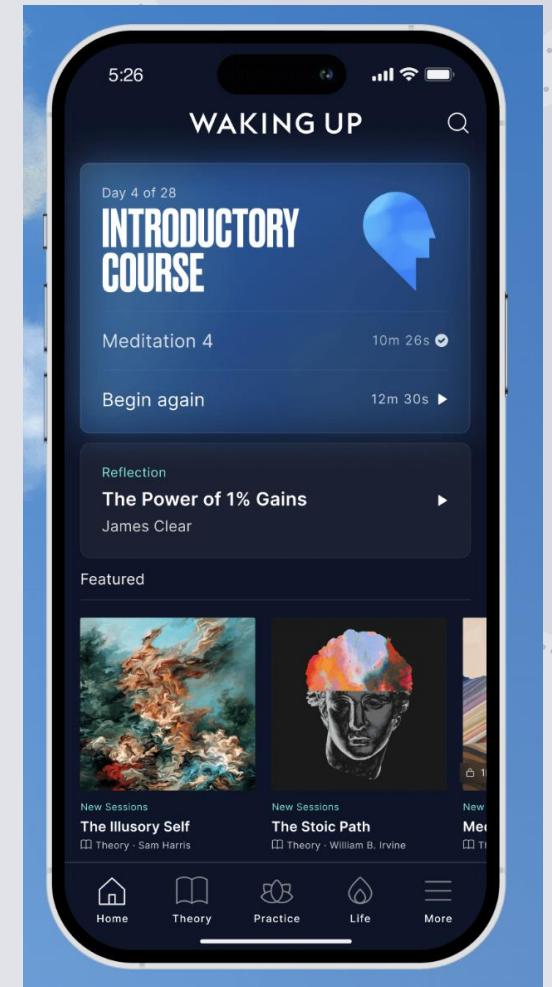 5:26
WAKING UP
Day 4 of 28
INTRODUCTORY
COURSE
Meditation 4 10m 26s
Begin again 12m 30s
Reflection
The Power of 1% Gains
James Clear
Featured
New Sessions New Sessions New
The Illusory Self The Stoic Path
Theory · Sam Harris Theory · William B. Irvine
Home Theory Practice Life More